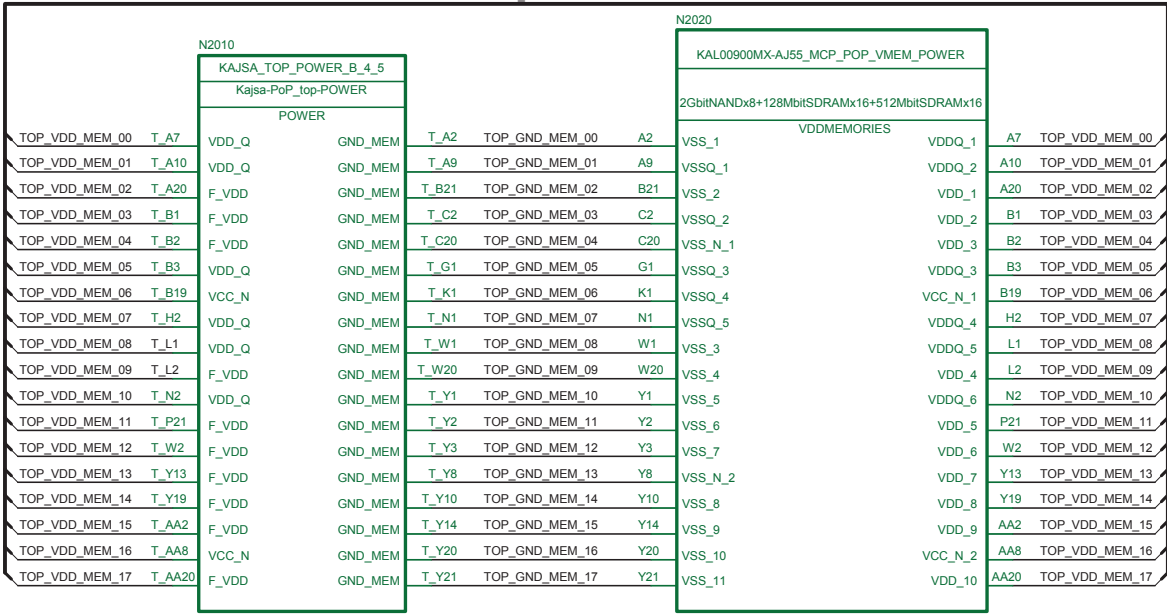 N2020
N2010
KAL00900MX-AJ55_MCP_POP_VMEM_POWER
KAJSA_TOP_POWER_B_4_5
Kajsa-PoP_top-POWER
2GbitNANDx8+128MbitSDRAMx16+512MbitSDRAMx16
POWER
VDDMEMORIES
TOP_VDD_MEM_00 T_A7 VDD_Q GND_MEM T_A2 TOP_GND_MEM_00 A2 VSS_1 VDDQ_1 A7 TOP_VDD_MEM_00
TOP_VDD_MEM_01 T_A10 VDD_Q GND_MEM T_A9 TOP_GND_MEM_01 A9 VSSQ_1 VDDQ_2 A10 TOP_VDD_MEM_01
TOP_VDD_MEM_02 T_A20 F_VDD GND_MEM T_B21 TOP_GND_MEM_02 B21 VSS_2 VDD_1 A20 TOP_VDD_MEM_02
TOP_VDD_MEM_03 T_B1 F_VDD GND_MEM T_C2 TOP_GND_MEM_03 C2 VSSQ_2 VDD_2 B1 TOP_VDD_MEM_03
TOP_VDD_MEM_04 T_B2 F_VDD GND_MEM T_C20 TOP_GND_MEM_04 C20 VSS_N_1 VDD_3 B2 TOP_VDD_MEM_04
TOP_VDD_MEM_05 T_B3 VDD_Q GND_MEM T_G1 TOP_GND_MEM_05 G1 VSSQ_3 VDDQ_3 B3 TOP_VDD_MEM_05
TOP_VDD_MEM_06 T_B19 VCC_N GND_MEM T_K1 TOP_GND_MEM_06 K1 VSSQ_4 VCC_N_1 B19 TOP_VDD_MEM_06
TOP_VDD_MEM_07 T_H2 VDD_Q GND_MEM T_N1 TOP_GND_MEM_07 N1 VSSQ_5 VDDQ_4 H2 TOP_VDD_MEM_07
TOP_VDD_MEM_08 T_L1 VDD_Q GND_MEM T_W1 TOP_GND_MEM_08 W1 VSS_3 VDDQ_5 L1 TOP_VDD_MEM_08
TOP_VDD_MEM_09 T_L2 F_VDD GND_MEM T_W20 TOP_GND_MEM_09 W20 VSS_4 VDD_4 L2 TOP_VDD_MEM_09
TOP_VDD_MEM_10 T_N2 VDD_Q GND_MEM T_Y1 TOP_GND_MEM_10 Y1 VSS_5 VDDQ_6 N2 TOP_VDD_MEM_10
TOP_VDD_MEM_11 T_P21 F_VDD GND_MEM T_Y2 TOP_GND_MEM_11 Y2 VSS_6 VDD_5 P21 TOP_VDD_MEM_11
TOP_VDD_MEM_12 T_W2 F_VDD GND_MEM T_Y3 TOP_GND_MEM_12 Y3 VSS_7 VDD_6 W2 TOP_VDD_MEM_12
TOP_VDD_MEM_13 T_Y13 F_VDD GND_MEM T_Y8 TOP_GND_MEM_13 Y8 VSS_N_2 VDD_7 Y13 TOP_VDD_MEM_13
TOP_VDD_MEM_14 T_Y19 F_VDD GND_MEM T_Y10 TOP_GND_MEM_14 Y10 VSS_8 VDD_8 Y19 TOP_VDD_MEM_14
TOP_VDD_MEM_15 T_AA2 F_VDD GND_MEM T_Y14 TOP_GND_MEM_15 Y14 VSS_9 VDD_9 AA2 TOP_VDD_MEM_15
TOP_VDD_MEM_16 T_AA8 VCC_N GND_MEM T_Y20 TOP_GND_MEM_16 Y20 VSS_10 VCC_N_2 AA8 TOP_VDD_MEM_16
TOP_VDD_MEM_17 T_AA20 F_VDD GND_MEM T_Y21 TOP_GND_MEM_17 Y21 VSS_11 VDD_10 AA20 TOP_VDD_MEM_17